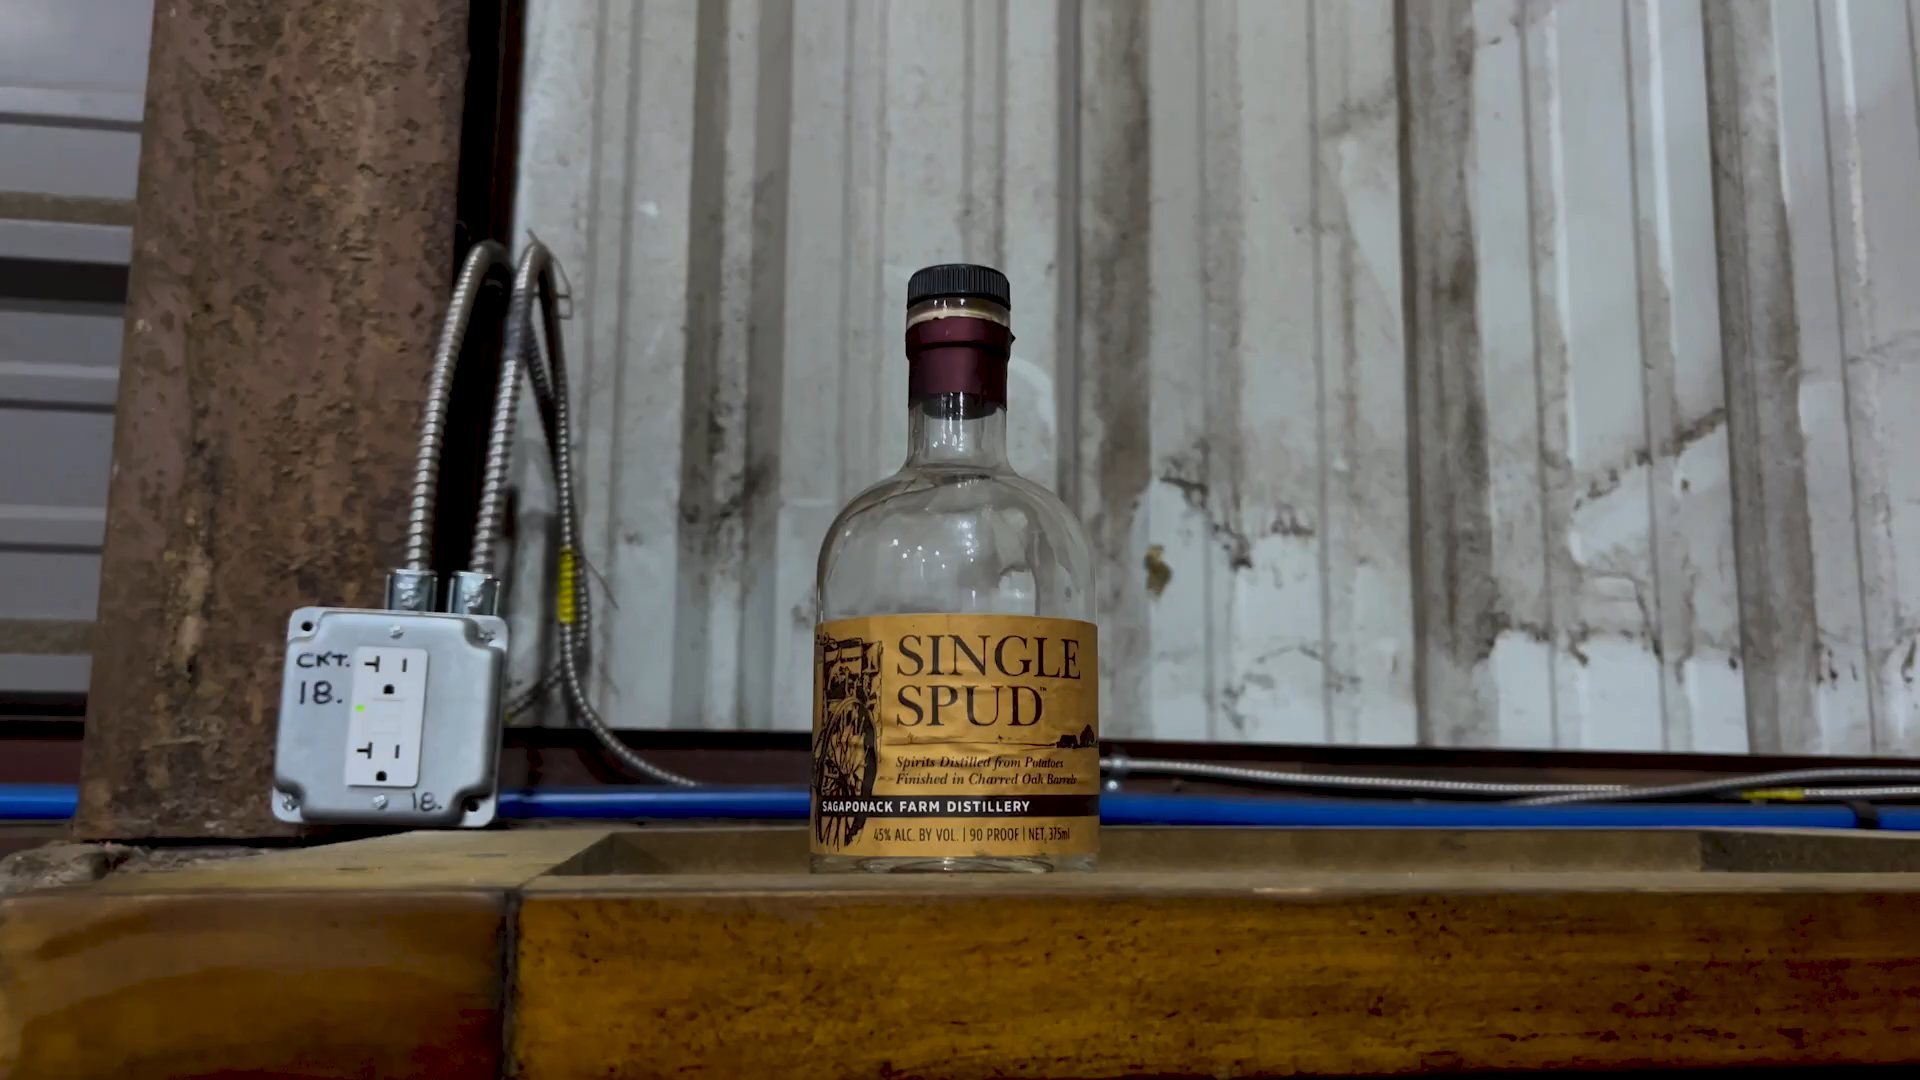 CKT.
18.
18.
SINGLE
SPUD™
Spirits Distilled from Potatoes
Finished in Charred Oak Barrels
SAGAPONACK FARM DISTILLERY
45% ALC. BY VOL. | 90 PROOF | NET, 375ml